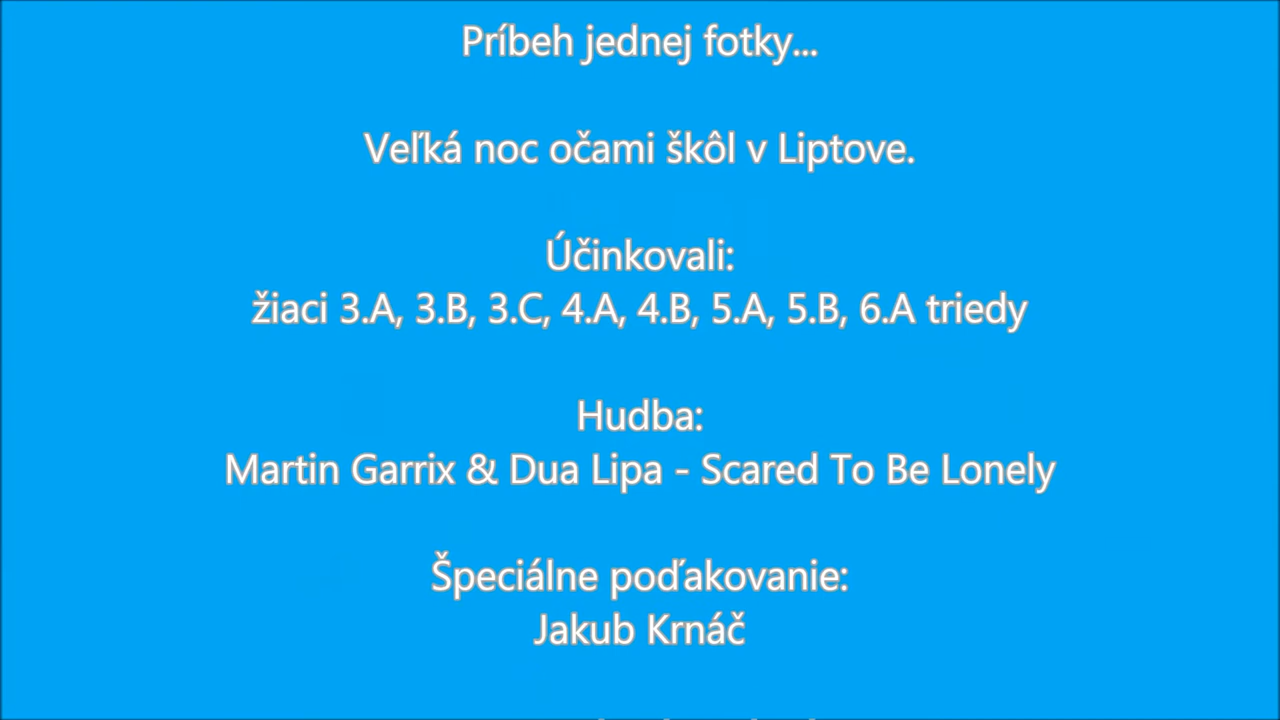 Príbeh jednej fotky...
Veľká noc očami škôl v Liptove.
Účinkovali:
žiaci 3.A, 3.B, 3.C, 4.A, 4.B, 5.A, 5.B, 6.A triedy
Hudba:
Martin Garrix & Dua Lipa - Scared To Be Lonely
Špeciálne poďakovanie:
Jakub Krnáč